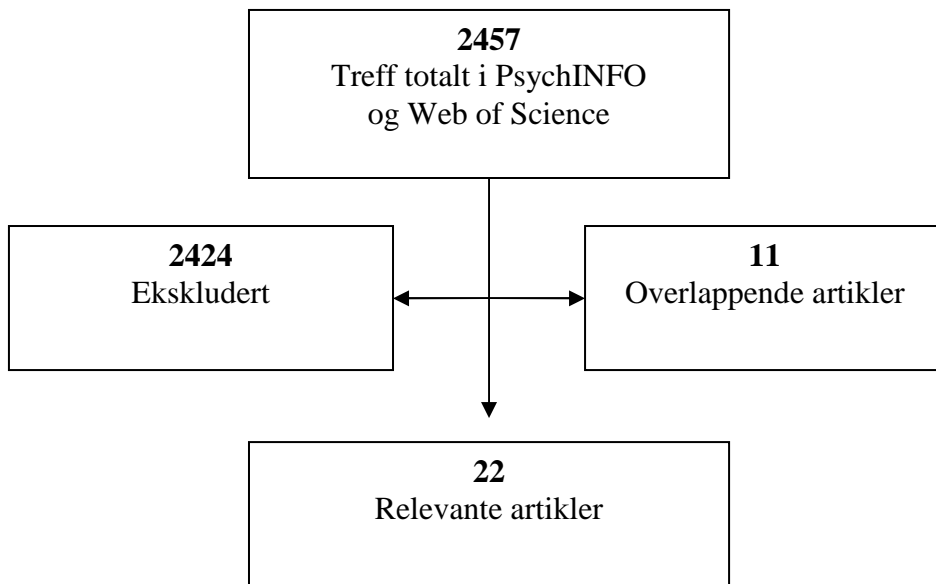 2457
Treff totalt i PsychINFO
og Web of Science
2424
Ekskludert
11
Overlappende artikler
22
Relevante artikler